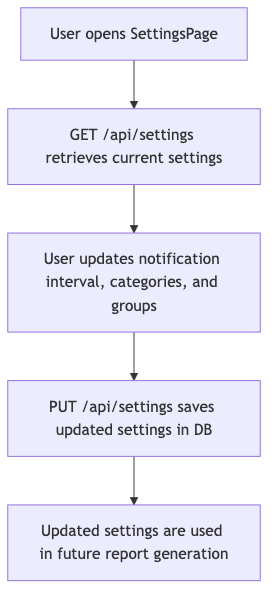 User opens SettingsPage
GET /api/settings
retrieves current settings
User updates notification
interval, categories, and
groups
PUT /api/settings saves
updated settings in DB
Updated settings are used
in future report generation